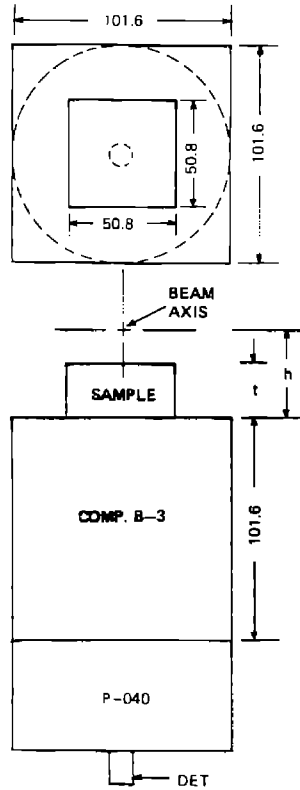 101.6
50.8
101.6
50.8
BEAM
AXIS
SAMPLE
t
h
COMP. B-3
101.6
P-040
DET